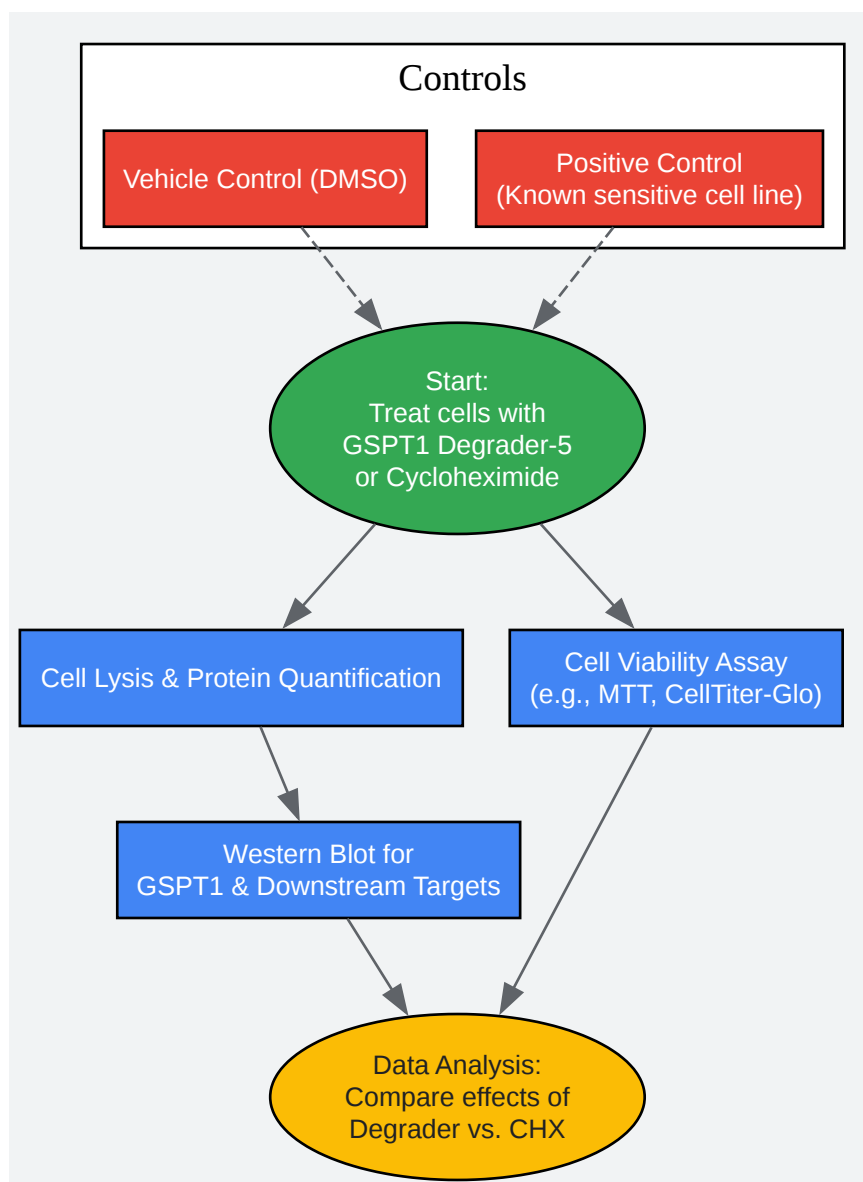 Controls
Vehicle Control (DMSO)
Positive Control
(Known sensitive cell line)
Start:
Treat cells with
GSPT1 Degrader-5
or Cycloheximide
Cell Lysis & Protein Quantification
Cell Viability Assay
(e.g., MTT, CellTiter-Glo)
Western Blot for
GSPT1 & Downstream Targets
Data Analysis:
Compare effects of
Degrader vs. CHX